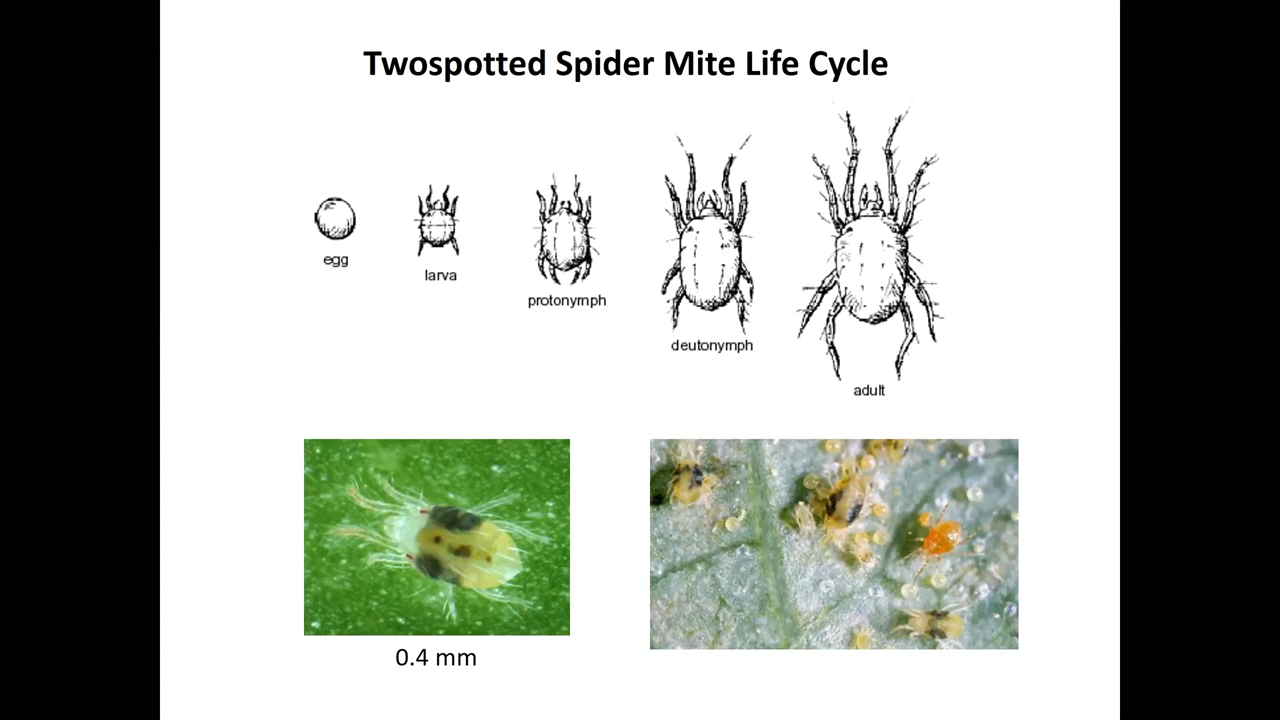 Twospotted Spider Mite Life Cycle
egg
larva
protonymph
deutonymph
adult
0.4 mm